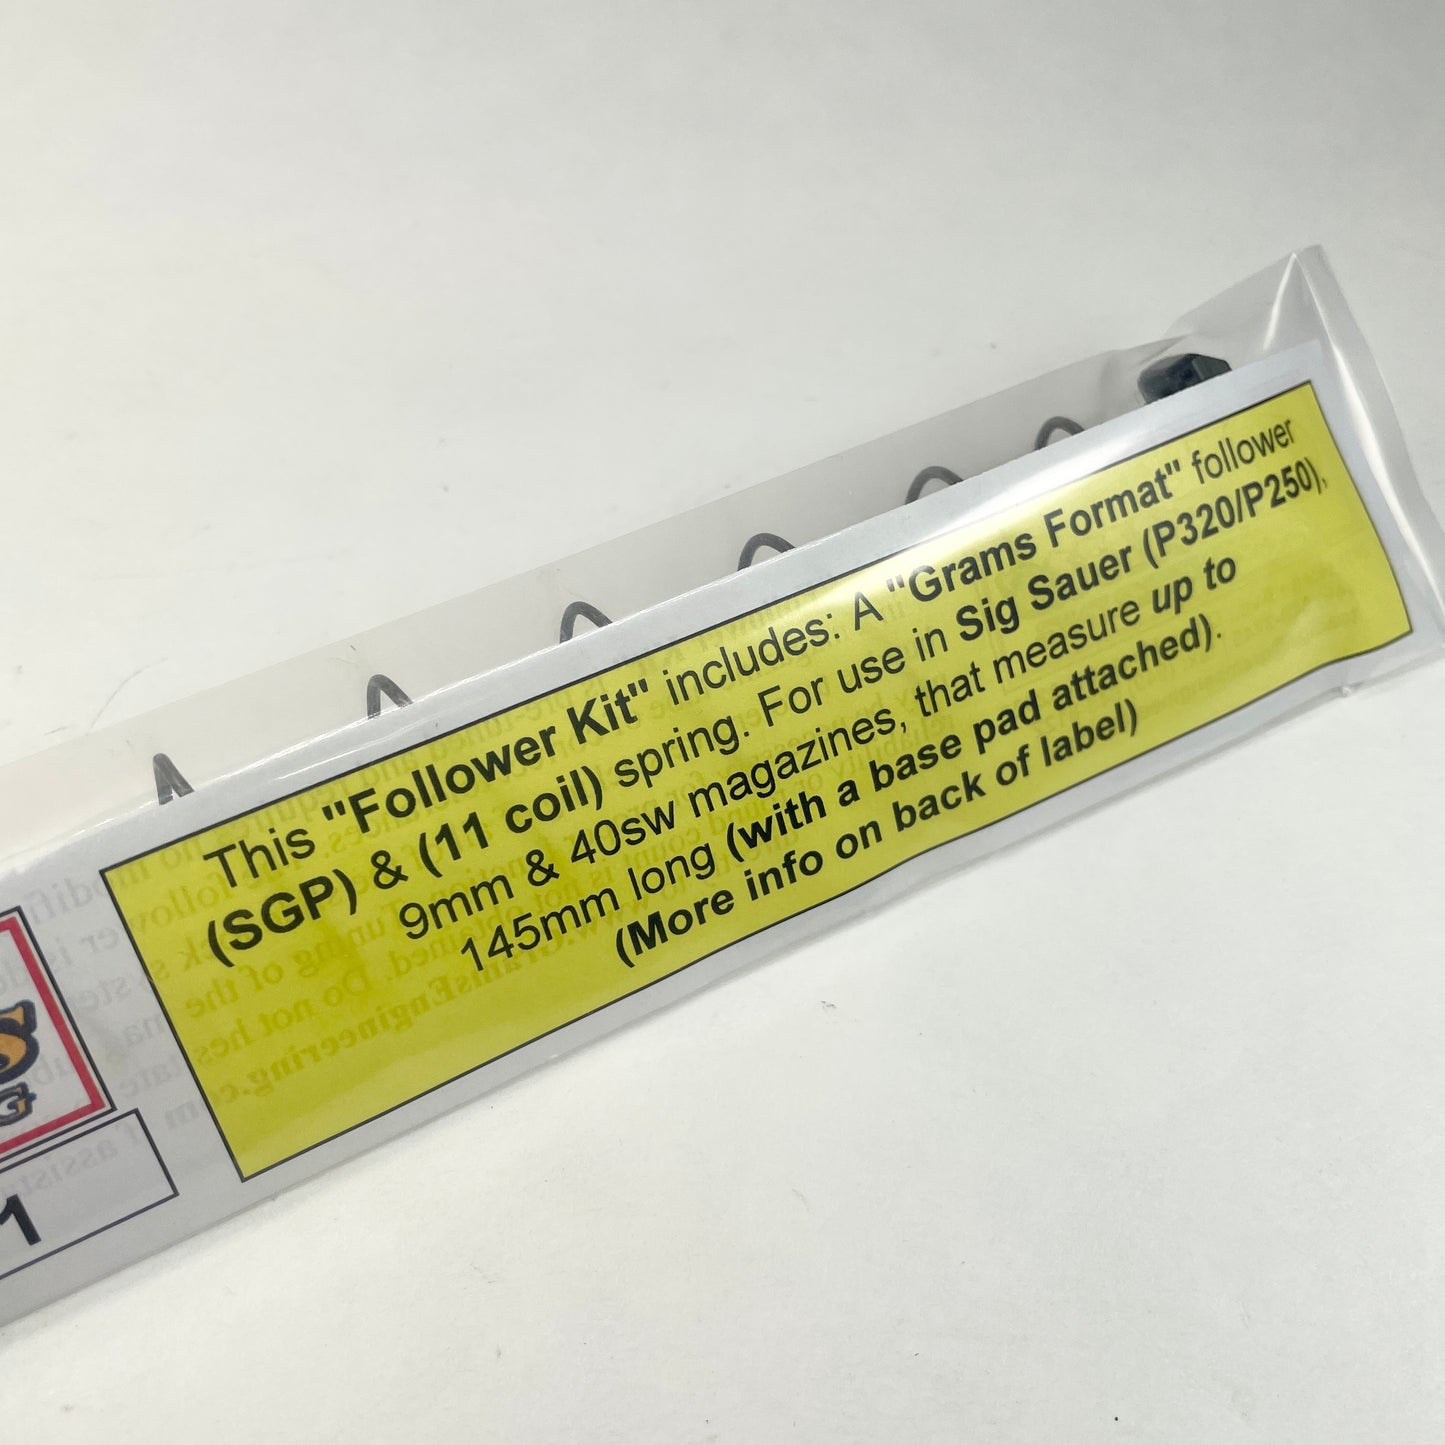 This "Follower Kit" includes: A "Grams Format" follower
(SGP) & (11 coil) spring. For use in Sig Sauer (P320/P250),
9mm & 40sw magazines, that measure up to
145mm long (with a base pad attached).
(More info on back of label)
S
G
1